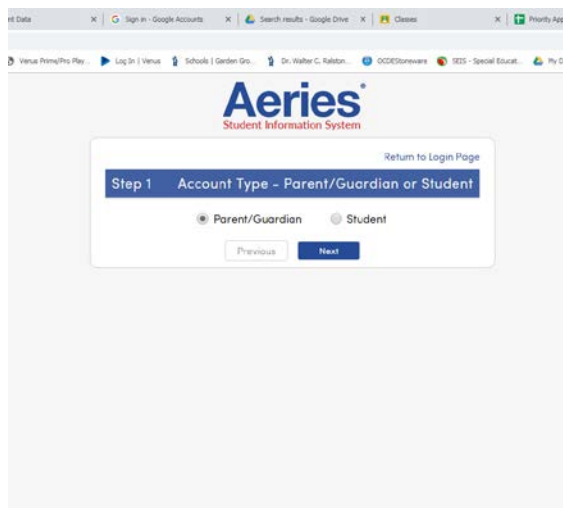 nt Data
Sign in - Google Accounts
Search results - Google Drive
Classes
Priority App
Venus Prime/Pro Play...
Log In | Venus
Schools | Garden Gro...
Dr. Walter C. Ralston...
OCDEStoneware
SEIS - Special Educat...
My D
Aeries®
Student Information System
Return to Login Page
Step 1 Account Type - Parent/Guardian or Student
Parent/Guardian Student
Previous Next